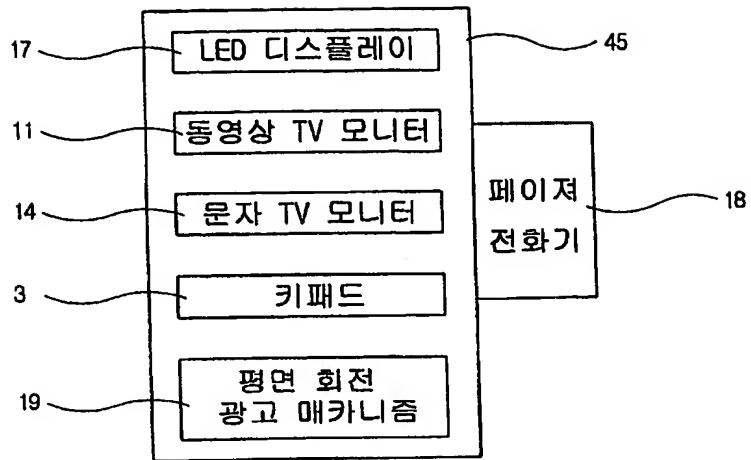 17
LED 디스플레이
45
11
동영상 TV 모니터
14
문자 TV 모니터
페이져
전화기
18
3
키패드
19
평면 회전
광고 매카니즘